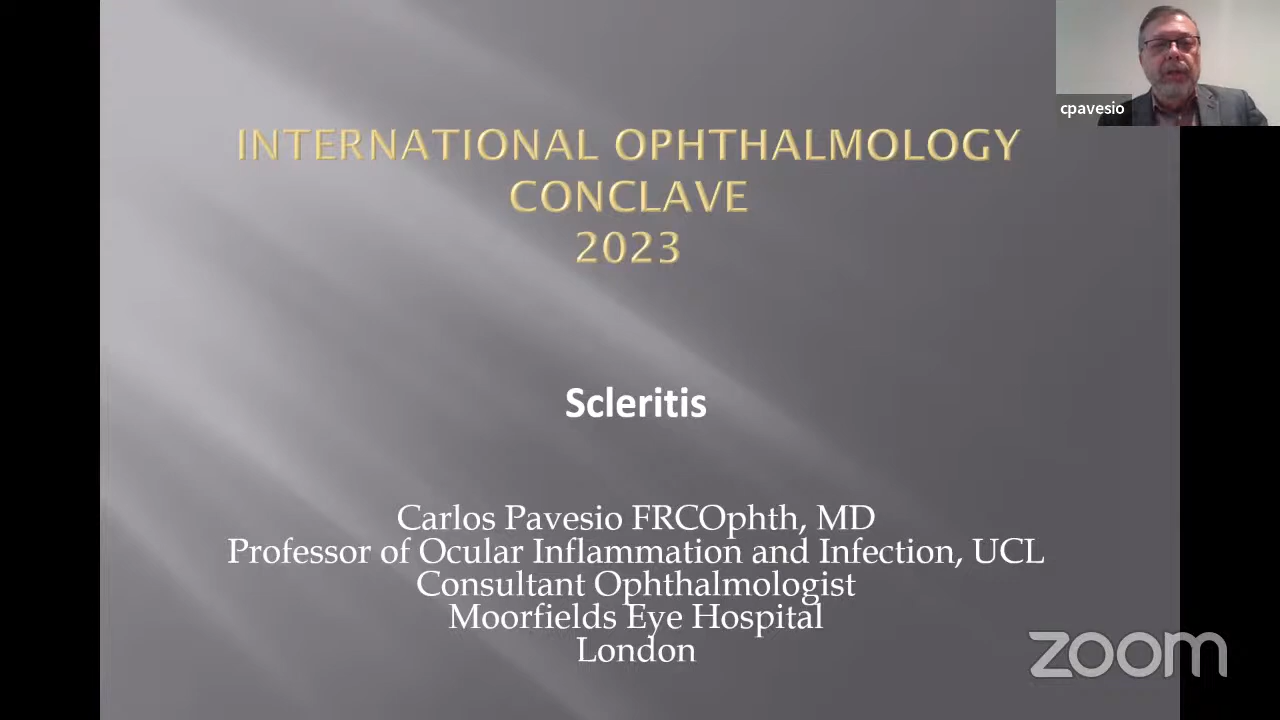 cpavesio
INTERNATIONAL OPHTHALMOLOGY
CONCLAVE
2023
Scleritis
Carlos Pavesio FRCOphth, MD
Professor of Ocular Inflammation and Infection, UCL
Consultant Ophthalmologist
Moorfields Eye Hospital
London
zoom